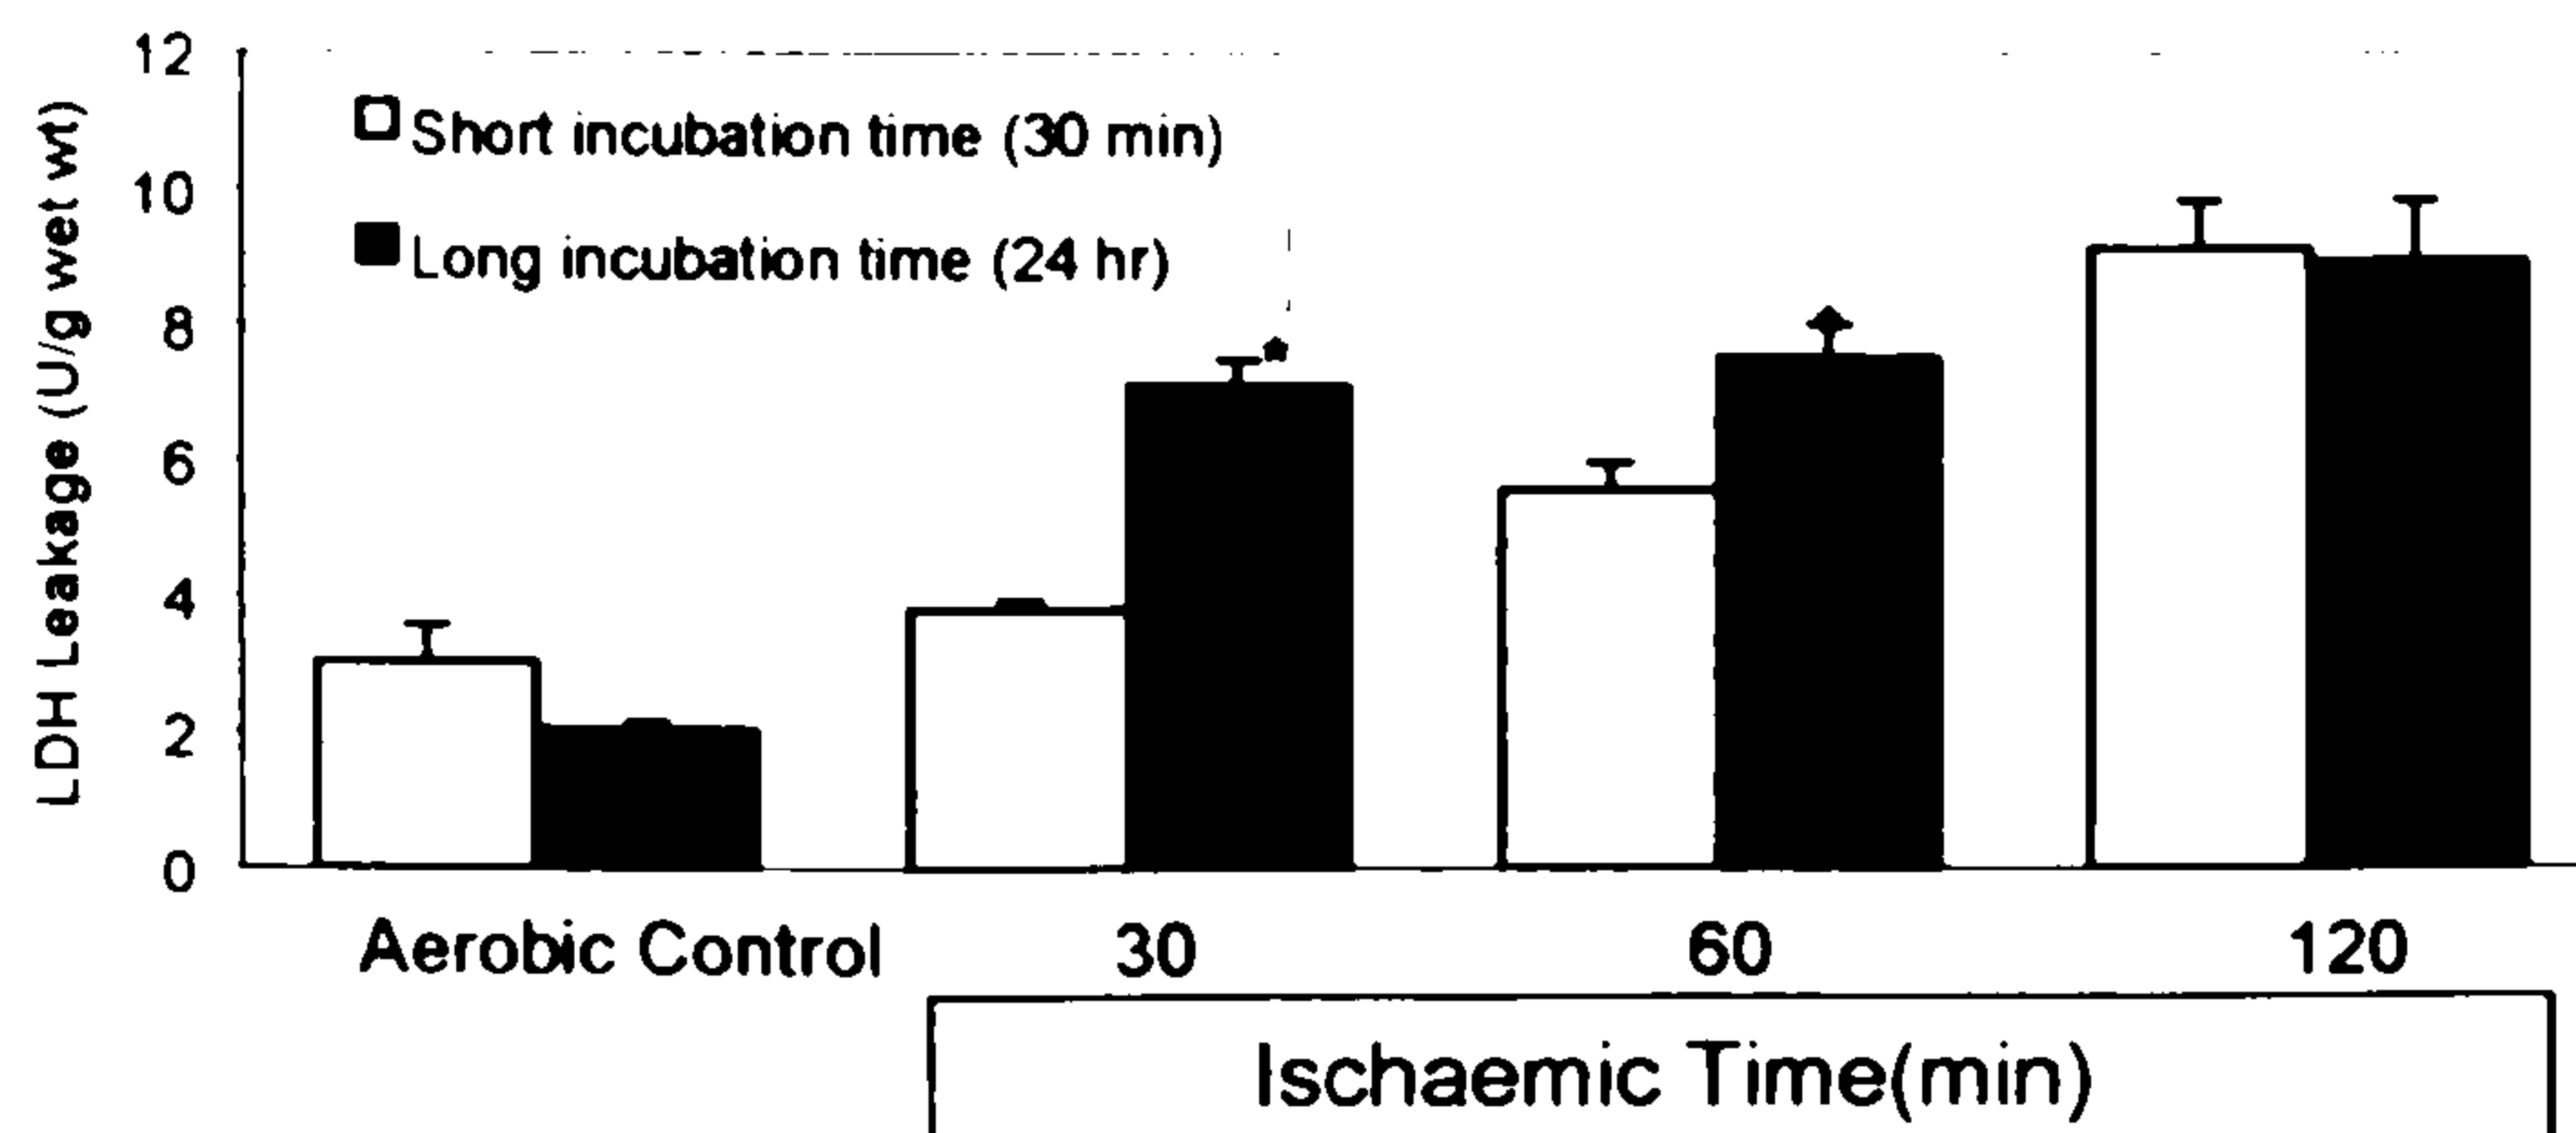 LDH Leakage (U/g wet wt)
12
10
8
6
4
2
0
Short incubation time (30 min)
Long incubation time (24 hr)
*
Aerobic Control 30 60 120
Ischaemic Time(min)